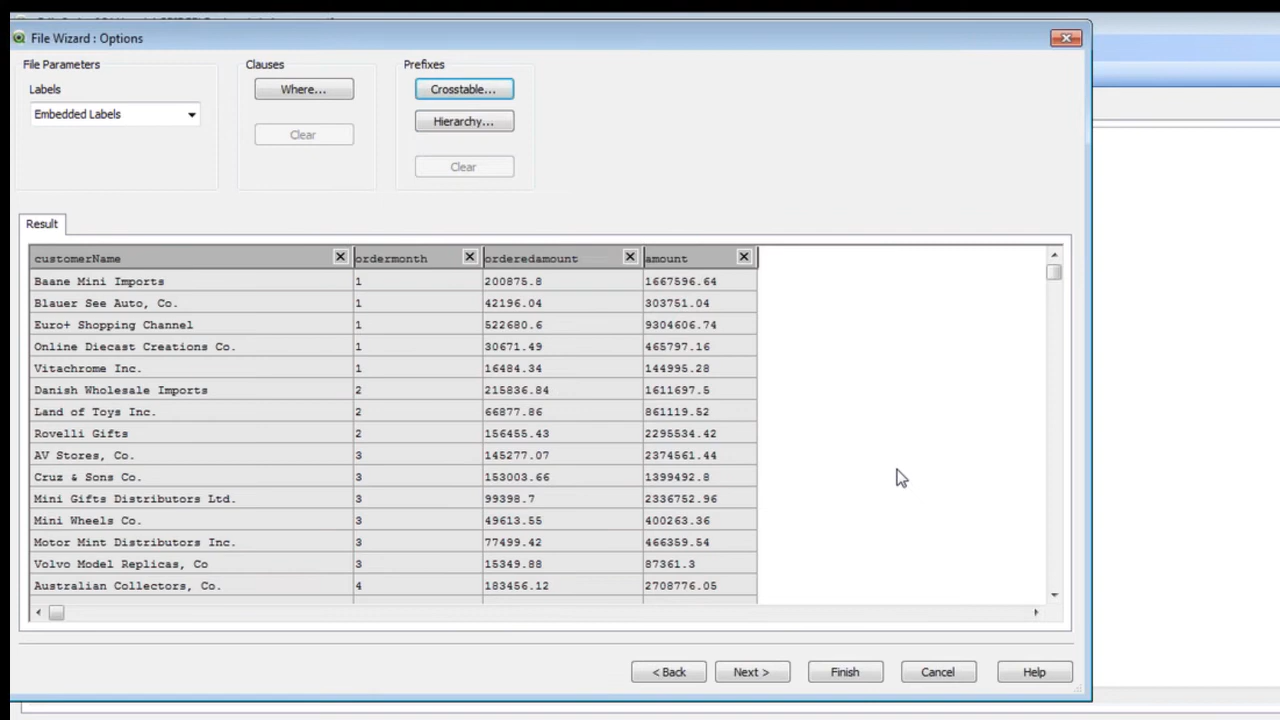 File Wizard : Options
File Parameters
Labels
Embedded Labels
Clauses
Where...
Clear
Prefixes
Crosstable...
Hierarchy...
Clear
Result
customerName ordermonth orderedamount amount
Baane Mini Imports 1 200875.8 1667596.64
Blauer See Auto, Co. 1 42196.04 303751.04
Euro+ Shopping Channel 1 522680.6 9304606.74
Online Diecast Creations Co. 1 30671.49 465797.16
Vitachrome Inc. 1 16484.34 144995.28
Danish Wholesale Imports 2 215836.84 1611697.5
Land of Toys Inc. 2 66877.86 861119.52
Rovelli Gifts 2 156455.43 2295534.42
AV Stores, Co. 3 145277.07 2374561.44
Cruz & Sons Co. 3 153003.66 1399492.8
Mini Gifts Distributors Ltd. 3 99398.7 2336752.96
Mini Wheels Co. 3 49613.55 400263.36
Motor Mint Distributors Inc. 3 77499.42 466359.54
Volvo Model Replicas, Co 3 15349.88 87361.3
Australian Collectors, Co. 4 183456.12 2708776.05
< Back Next > Finish Cancel Help